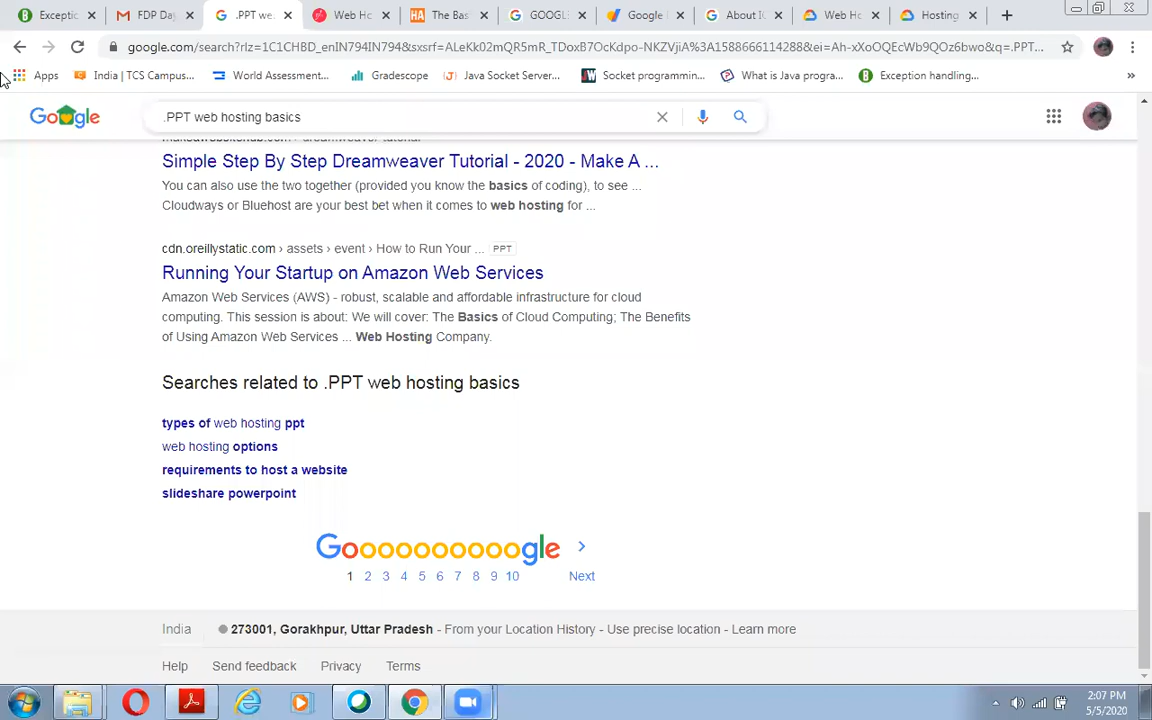 Excepti
FDP Day
.PPT we
Web Ho
The Bas
GOOGLE
Google
About I
Web Ho
Hosting
google.com/search?rlz=1C1CHBD_enIN794IN794&sxsrf=ALeKk02mQR5mR_TDoxB7OcKdpo-NKZVjiA%3A1588666114288&ei=Ah-xXoOQEcWb9QOz6bwo&q=.PPT...
Apps
India | TCS Campus...
World Assessment...
Gradescope
Java Socket Server...
Socket programmin...
What is Java progra...
Exception handling...
»
Google
.PPT web hosting basics
Simple Step By Step Dreamweaver Tutorial - 2020 - Make A ...
You can also use the two together (provided you know the basics of coding), to see ...
Cloudways or Bluehost are your best bet when it comes to web hosting for ...
cdn.oreillystatic.com › assets › event › How to Run Your ... PPT
Running Your Startup on Amazon Web Services
Amazon Web Services (AWS) - robust, scalable and affordable infrastructure for cloud
computing. This session is about: We will cover: The Basics of Cloud Computing; The Benefits
of Using Amazon Web Services ... Web Hosting Company.
Searches related to .PPT web hosting basics
types of web hosting ppt
web hosting options
requirements to host a website
slideshare powerpoint
Goooooooooogle >
1 2 3 4 5 6 7 8 9 10 Next
India 273001, Gorakhpur, Uttar Pradesh - From your Location History - Use precise location - Learn more
Help Send feedback Privacy Terms
2:07 PM
5/5/2020